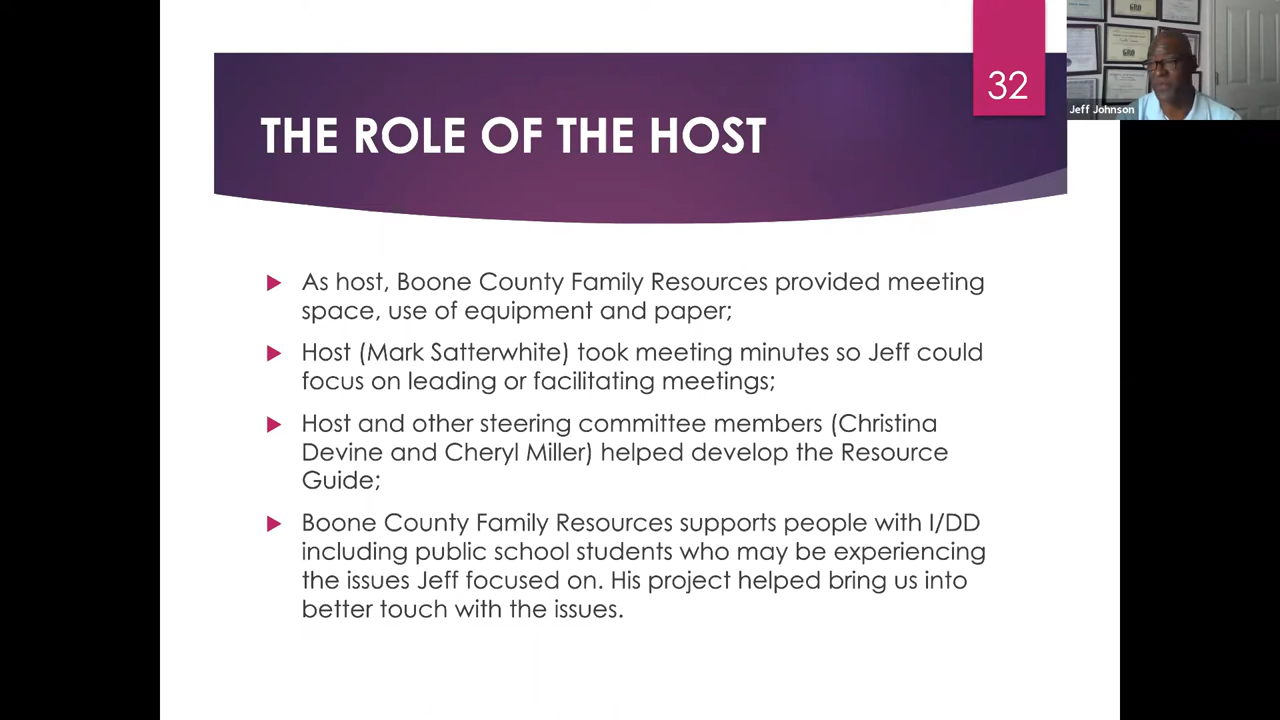 32
THE ROLE OF THE HOST
Jeff Johnson
As host, Boone County Family Resources provided meeting
space, use of equipment and paper;
Host (Mark Satterwhite) took meeting minutes so Jeff could
focus on leading or facilitating meetings;
Host and other steering committee members (Christina
Devine and Cheryl Miller) helped develop the Resource
Guide;
Boone County Family Resources supports people with I/DD
including public school students who may be experiencing
the issues Jeff focused on. His project helped bring us into
better touch with the issues.